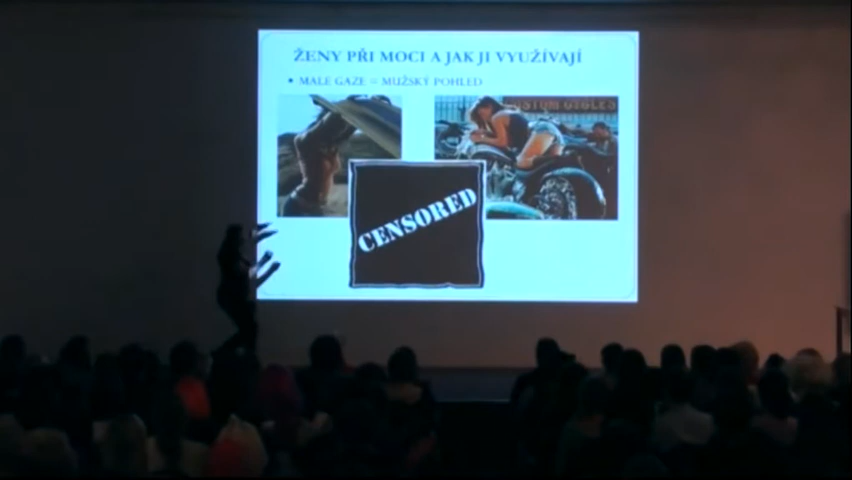 ŽENY PŘI MOCI A JAK JI VYUŽÍVAJÍ
• MALE GAZE = MUŽSKÝ POHLED
CUSTOM CYCLES
CENSORED